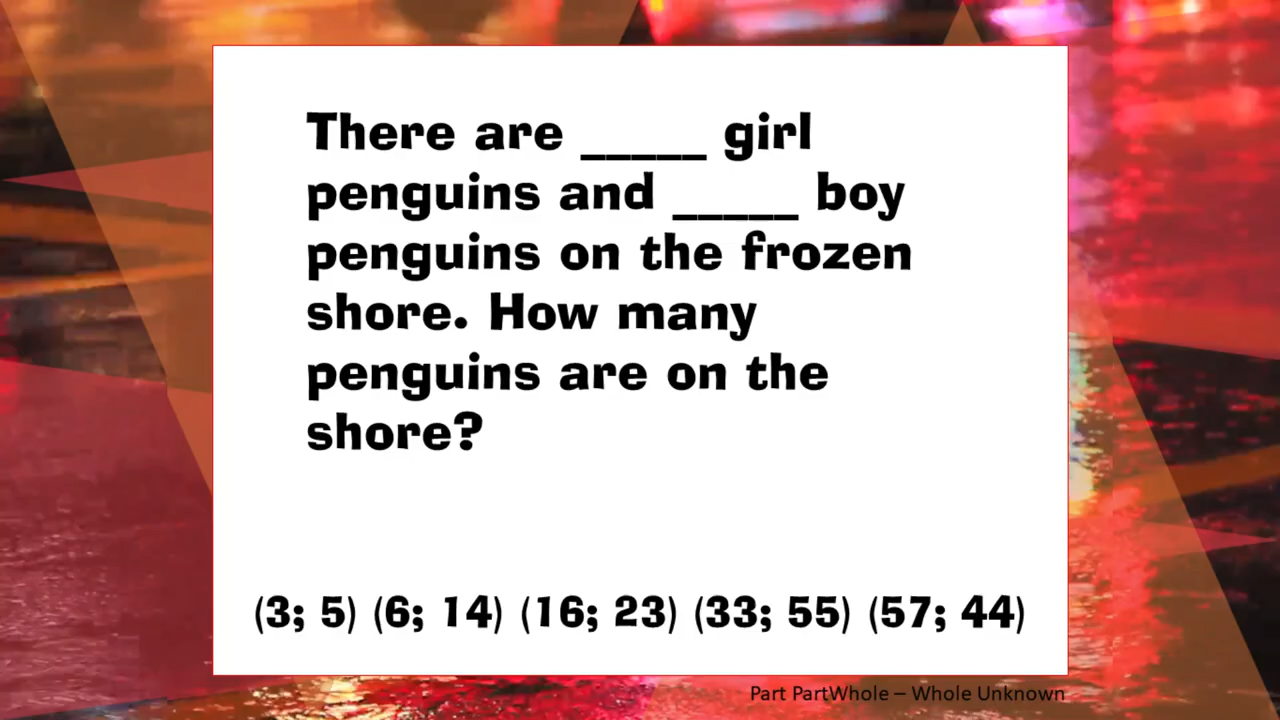 There are _____ girl
penguins and _____ boy
penguins on the frozen
shore. How many
penguins are on the
shore?
(3; 5) (6; 14) (16; 23) (33; 55) (57; 44)
Part PartWhole – Whole Unknown